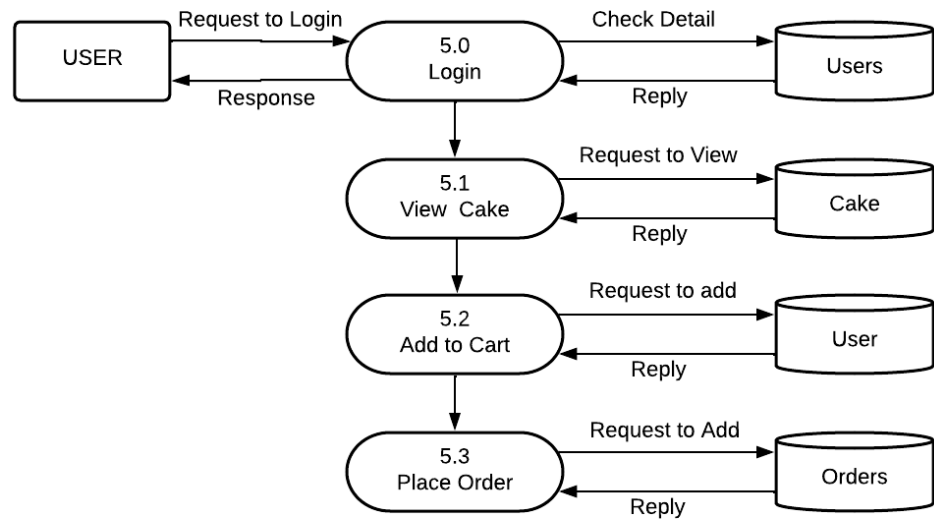 Request to Login
Check Detail
USER
5.0
Login
Users
Response
Reply
Request to View
5.1
View Cake
Cake
Reply
Request to add
5.2
Add to Cart
User
Reply
Request to Add
5.3
Place Order
Orders
Reply